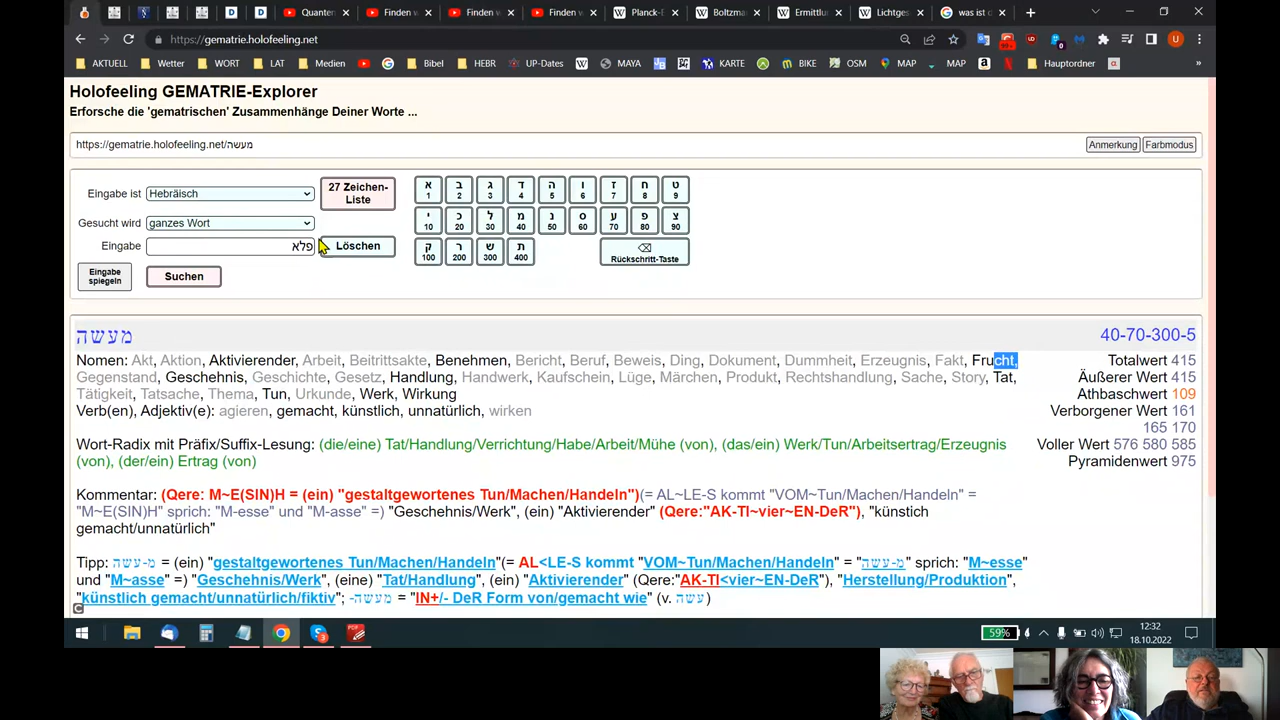 Quanten
Finden v
Finden w
Finden w
Planck-E
Boltzma
Ermittlun
Lichtges
was ist c
https://gematrie.holofeeling.net
AKTUELL Wetter WORT LAT Medien Bibel HEBR UP-Dates MAYA KARTE BIKE OSM MAP MAP Hauptordner
Holofeeling GEMATRIE-Explorer
Erforsche die 'gematrischen' Zusammenhänge Deiner Worte ...
https://gematrie.holofeeling.net/מעשה Anmerkung Farbmodus
Eingabe ist Hebräisch 27 Zeichen-Liste
Gesucht wird ganzes Wort
Eingabe פלא Löschen
Eingabe spiegeln Suchen
א ב ג ד ה ו ז ח ט
1 2 3 4 5 6 7 8 9
י כ ל מ נ ס ע פ צ
10 20 30 40 50 60 70 80 90
ק ר ש ת ⌫
100 200 300 400 Rückschritt-Taste
מעשה 40-70-300-5
Nomen: Akt, Aktion, Aktivierender, Arbeit, Beitrittsakte, Benehmen, Bericht, Beruf, Beweis, Ding, Dokument, Dummheit, Erzeugnis, Fakt, Frucht,
Gegenstand, Geschehnis, Geschichte, Gesetz, Handlung, Handwerk, Kaufschein, Lüge, Märchen, Produkt, Rechtshandlung, Sache, Story, Tat,
Tätigkeit, Tatsache, Thema, Tun, Urkunde, Werk, Wirkung
Verb(en), Adjektiv(e): agieren, gemacht, künstlich, unnatürlich, wirken
Totalwert 415
Äußerer Wert 415
Athbaschwert 109
Verborgener Wert 161
165 170
Voller Wert 576 580 585
Pyramidenwert 975
Wort-Radix mit Präfix/Suffix-Lesung: (die/eine) Tat/Handlung/Verrichtung/Habe/Arbeit/Mühe (von), (das/ein) Werk/Tun/Arbeitsertrag/Erzeugnis
(von), (der/ein) Ertrag (von)
Kommentar: (Qere: M~E(SIN)H = (ein) "gestaltgewortenes Tun/Machen/Handeln")(= AL~LE-S kommt "VOM~Tun/Machen/Handeln" =
"M~E(SIN)H" sprich: "M-esse" und "M-asse" =) "Geschehnis/Werk", (ein) "Aktivierender" (Qere:"AK-TI~vier~EN-DeR"), "künstich
gemacht/unnatürlich"
Tipp: מ-עשה = (ein) "gestaltgewortenes Tun/Machen/Handeln"(= AL<LE-S kommt "VOM~Tun/Machen/Handeln" = "מ-עשה" sprich: "M~esse"
und "M~asse" =) "Geschehnis/Werk", (eine) "Tat/Handlung", (ein) "Aktivierender" (Qere:"AK-TI<vier~EN-DeR"), "Herstellung/Produktion",
"künstlich gemacht/unnatürlich/fiktiv"; מעשה- = "IN+/- DeR Form von/gemacht wie" (v. עשה)
59%
12:32
18.10.2022